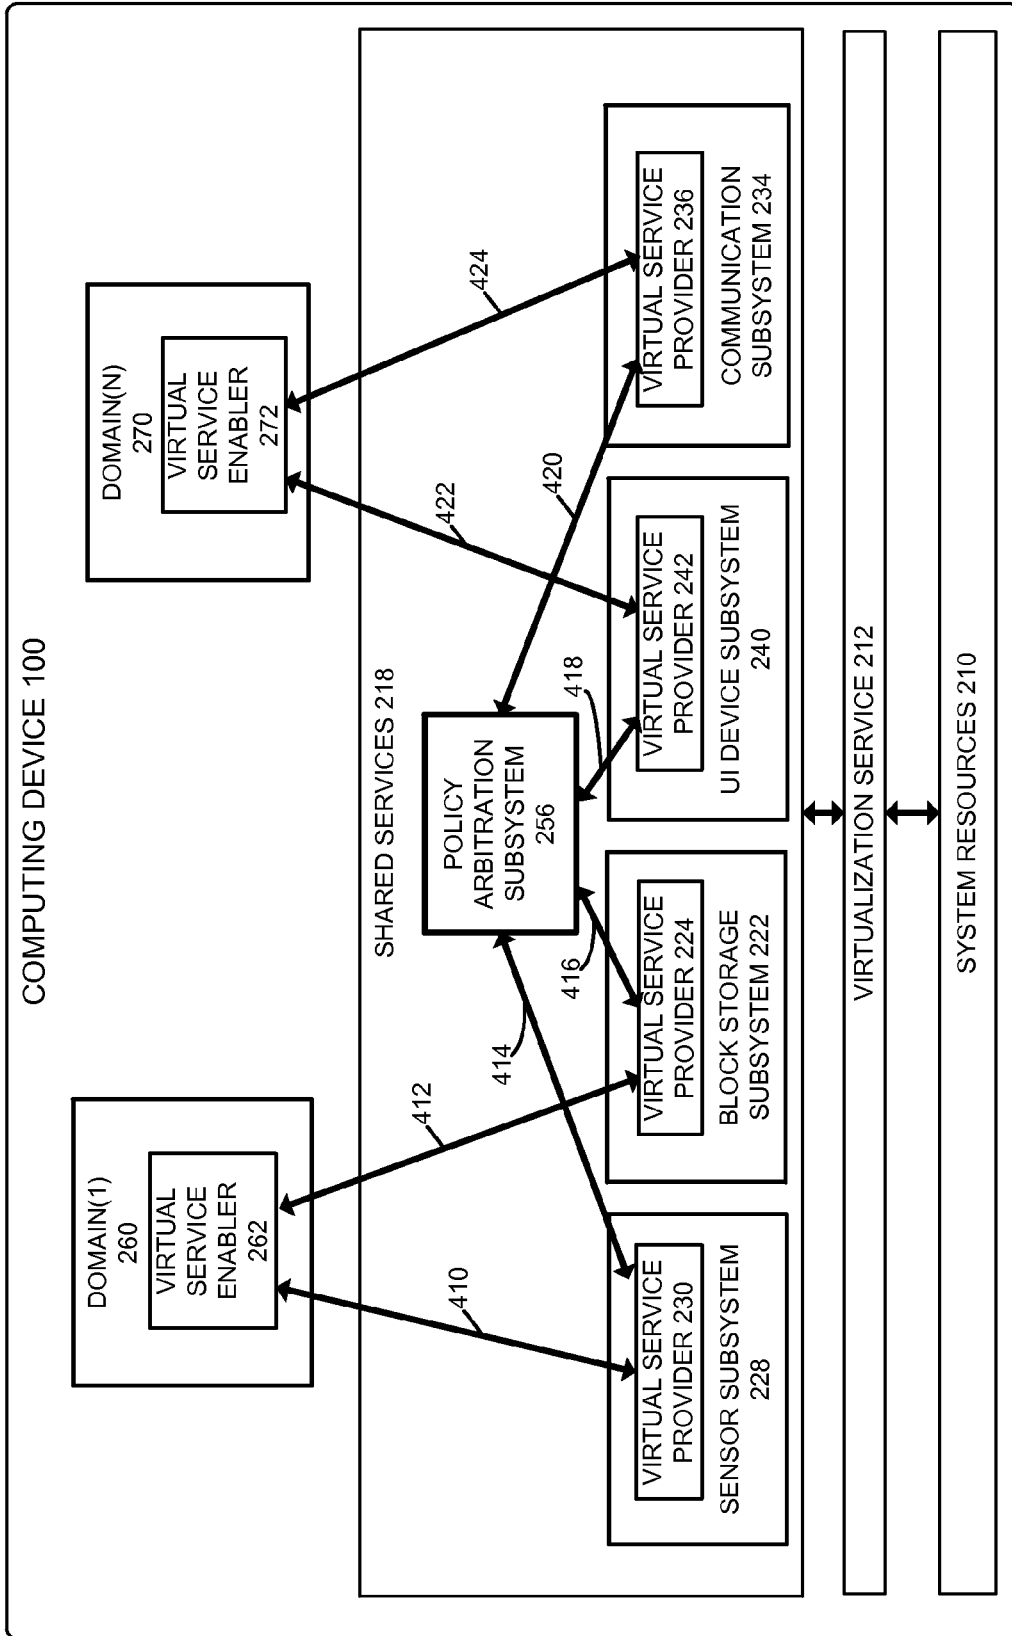 COMPUTING DEVICE 100
DOMAIN(1)
260
VIRTUAL
SERVICE
ENABLER
262
DOMAIN(N)
270
VIRTUAL
SERVICE
ENABLER
272
410
412
422
424
SHARED SERVICES 218
POLICY
ARBITRATION
SUBSYSTEM
256
414
416
418
420
VIRTUAL SERVICE
PROVIDER 230
SENSOR SUBSYSTEM
228
VIRTUAL SERVICE
PROVIDER 224
BLOCK STORAGE
SUBSYSTEM 222
VIRTUAL SERVICE
PROVIDER 242
UI DEVICE SUBSYSTEM
240
VIRTUAL SERVICE
PROVIDER 236
COMMUNICATION
SUBSYSTEM 234
VIRTUALIZATION SERVICE 212
SYSTEM RESOURCES 210